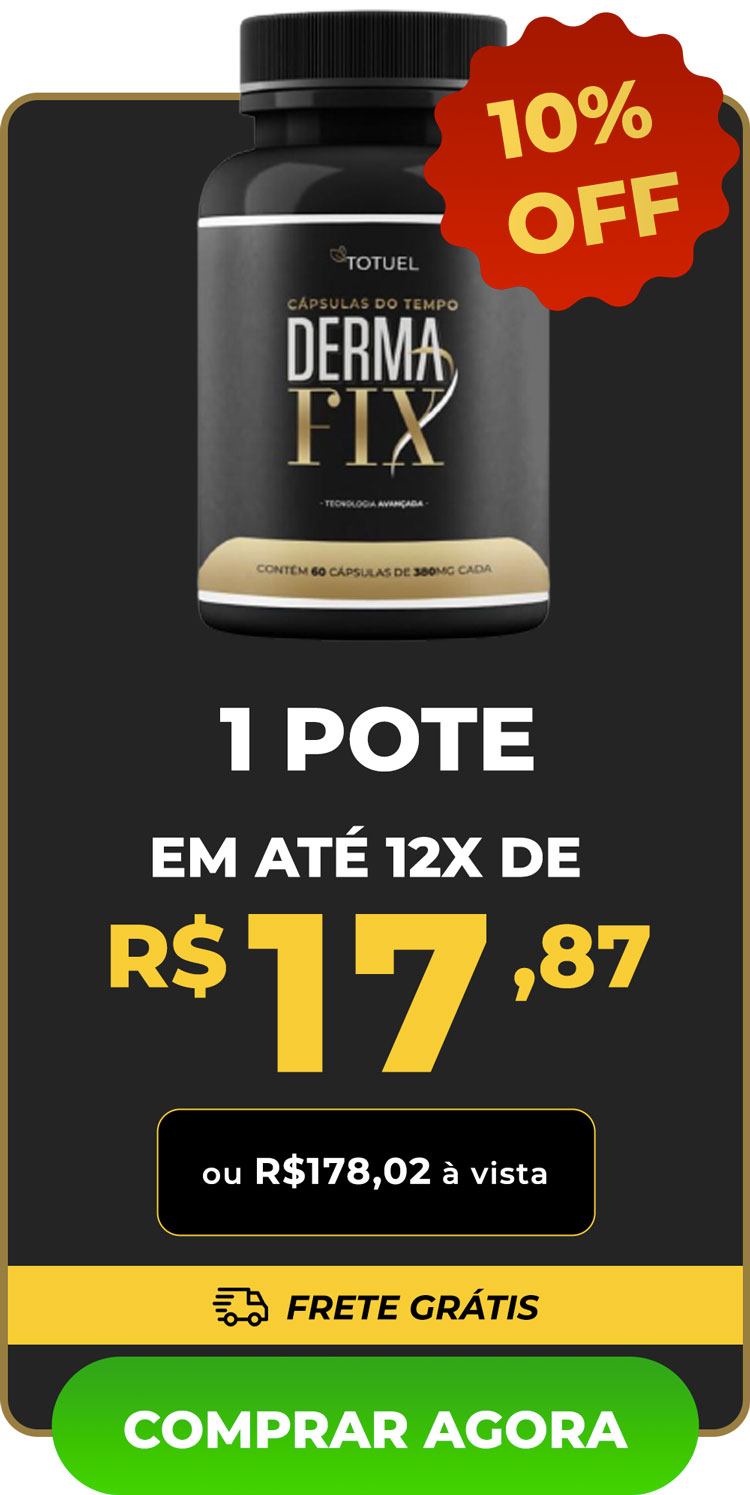 10%
OFF
TOTUEL
CÁPSULAS DO TEMPO
DERMA
FIX
- TECNOLOGIA AVANÇADA -
CONTÉM 60 CÁPSULAS DE 380MG CADA
1 POTE
EM ATÉ 12X DE
R$17,87
ou R$178,02 à vista
FRETE GRÁTIS
COMPRAR AGORA